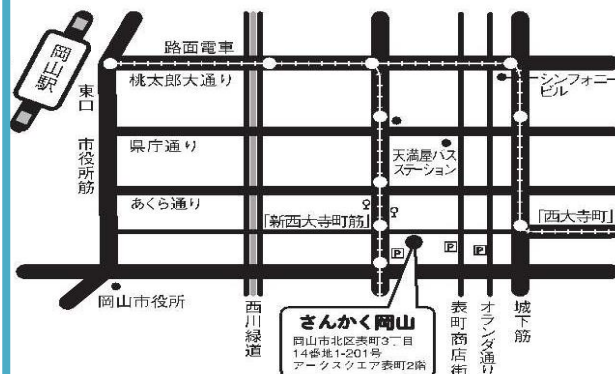 岡山駅
東口
市役所筋
路面電車
桃太郎大通り
シンフォニー
ビル
県庁通り
天満屋バス
ステーション
あくら通り
「新西大寺町筋」
「西大寺町」
P
P
P
岡山市役所
西川緑道
さんかく岡山
岡山市北区表町3丁目
14番地1-201号
アークスクエア表町2階
表町商店街
オランダ通り
城下筋